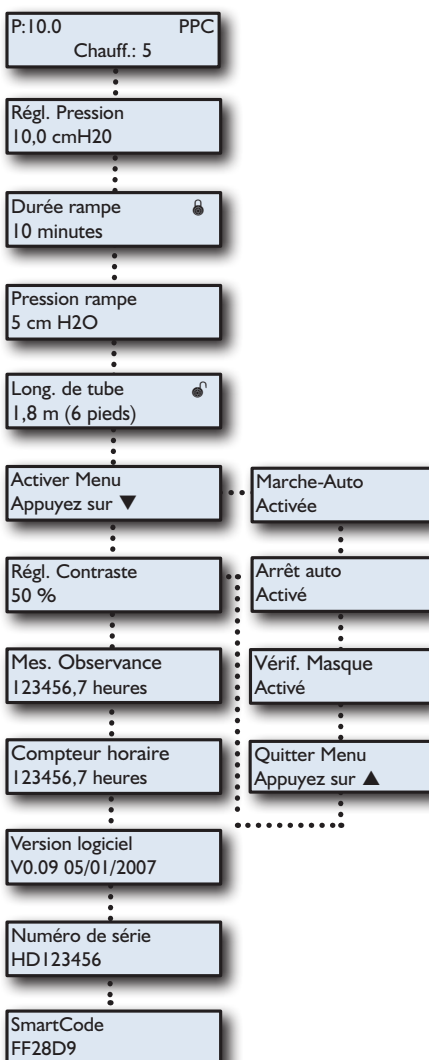 P:10.0 PPC
Chauff.: 5
Régl. Pression
10,0 cmH20
Durée rampe
10 minutes
Pression rampe
5 cm H2O
Long. de tube
1,8 m (6 pieds)
Activer Menu
Appuyez sur ▼
Marche-Auto
Activée
Régl. Contraste
50 %
Arrêt auto
Activé
Mes. Observance
123456,7 heures
Vérif. Masque
Activé
Compteur horaire
123456,7 heures
Quitter Menu
Appuyez sur ▲
Version logiciel
V0.09 05/01/2007
Numéro de série
HD123456
SmartCode
FF28D9